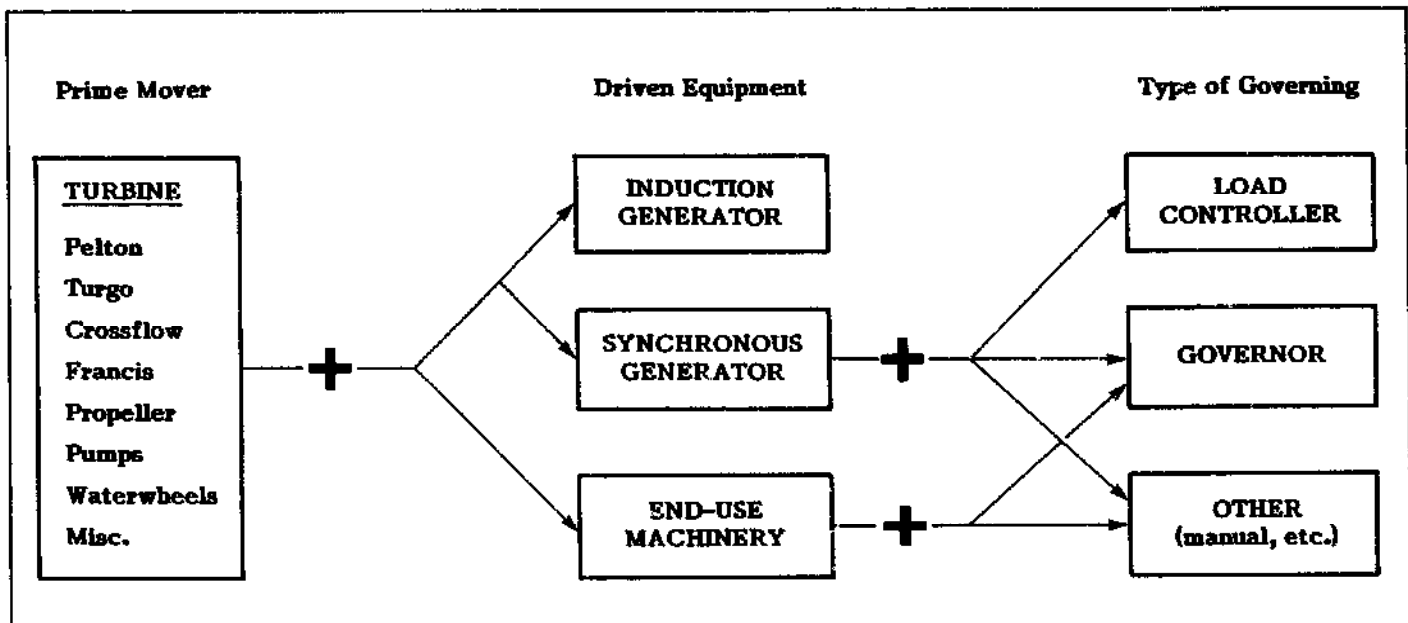 Prime Mover
Driven Equipment
Type of Governing
TURBINE
Pelton
Turgo
Crossflow
Francis
Propeller
Pumps
Waterwheels
Misc.
INDUCTION
GENERATOR
SYNCHRONOUS
GENERATOR
END-USE
MACHINERY
LOAD
CONTROLLER
GOVERNOR
OTHER
(manual, etc.)